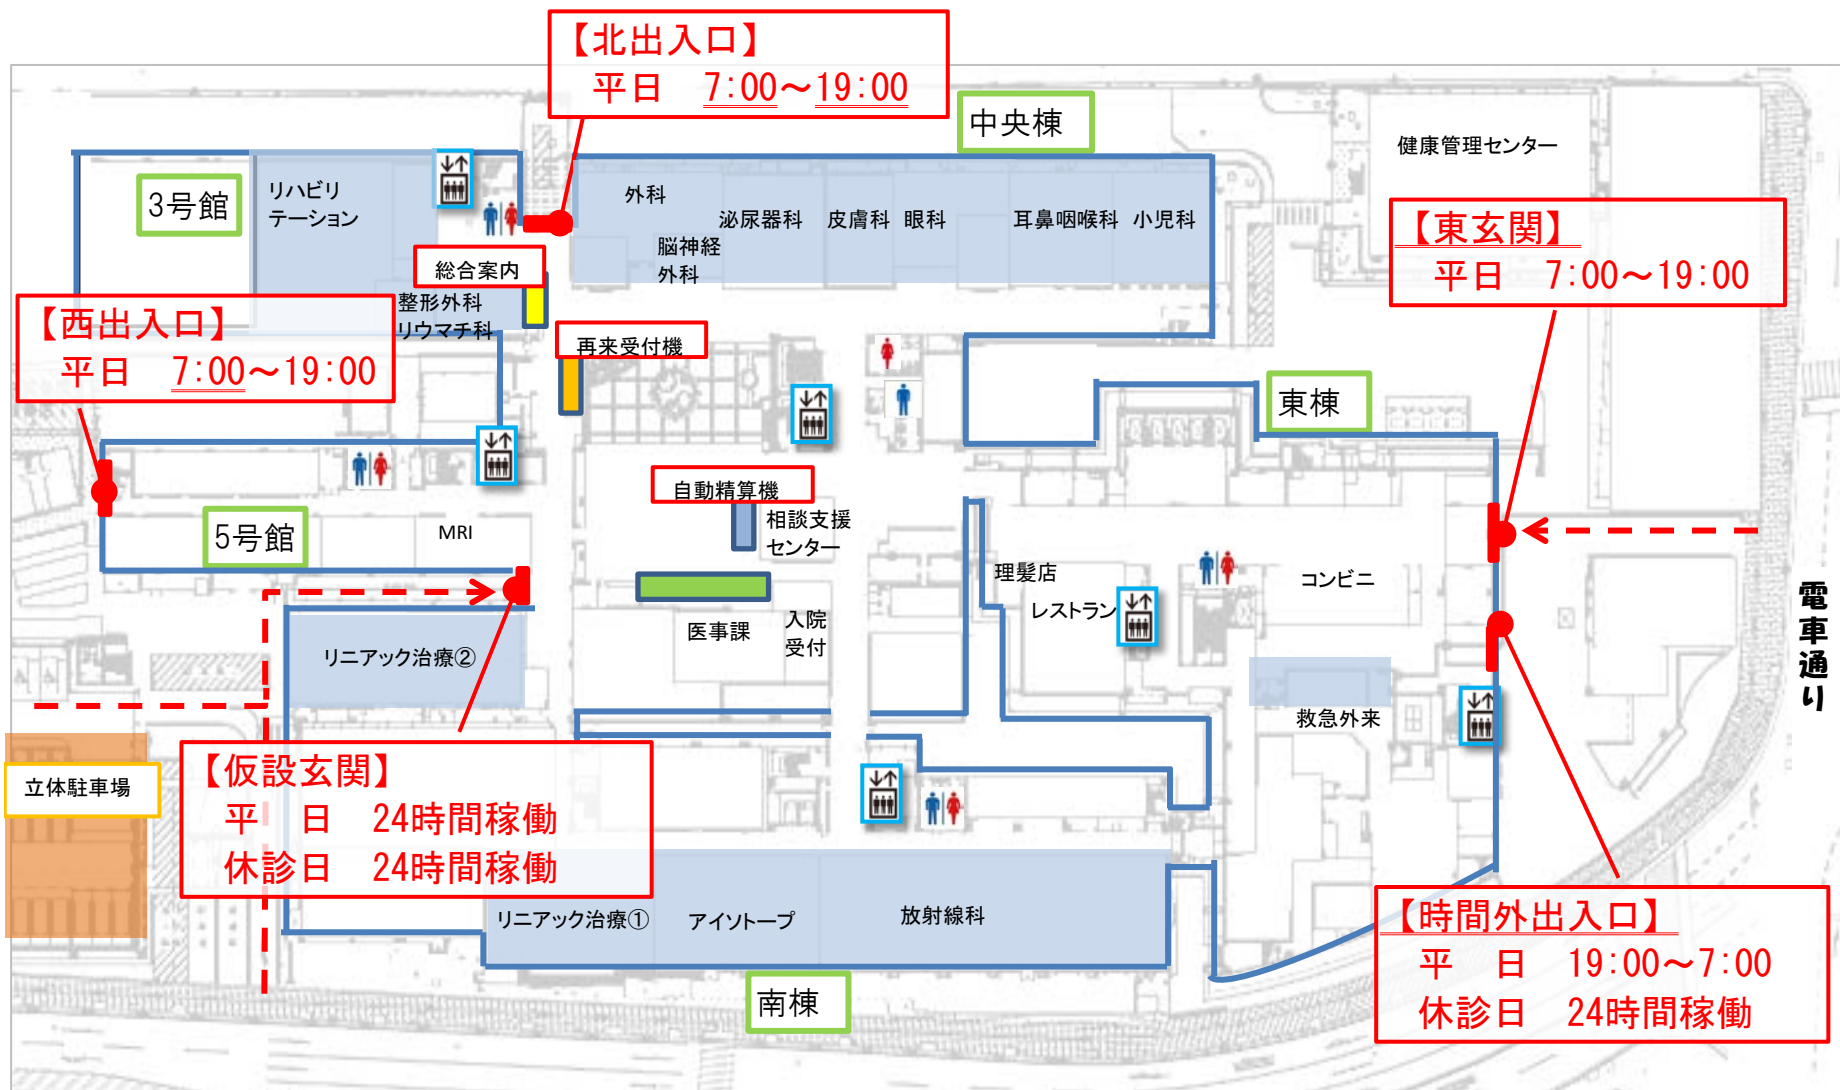 【北出入口】
平日 7:00～19:00
中央棟
健康管理センター
3号館
リハビリ
テーション
外科
泌尿器科
皮膚科
眼科
耳鼻咽喉科
小児科
脳神経
外科
【東玄関】
平日 7:00～19:00
総合案内
整形外科
リウマチ科
【西出入口】
平日 7:00～19:00
再来受付機
東棟
自動精算機
相談支援
センター
5号館
MRI
理髪店
レストラン
コンビニ
電車通り
医事課
入院
受付
リニアック治療②
救急外来
立体駐車場
【仮設玄関】
平 日 24時間稼働
休診日 24時間稼働
リニアック治療①
アイソトープ
放射線科
【時間外出入口】
平 日 19:00～7:00
休診日 24時間稼働
南棟